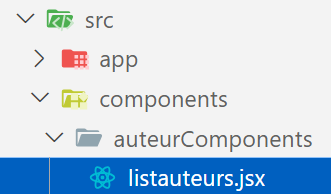 src
app
components
auteurComponents
listauteurs.jsx